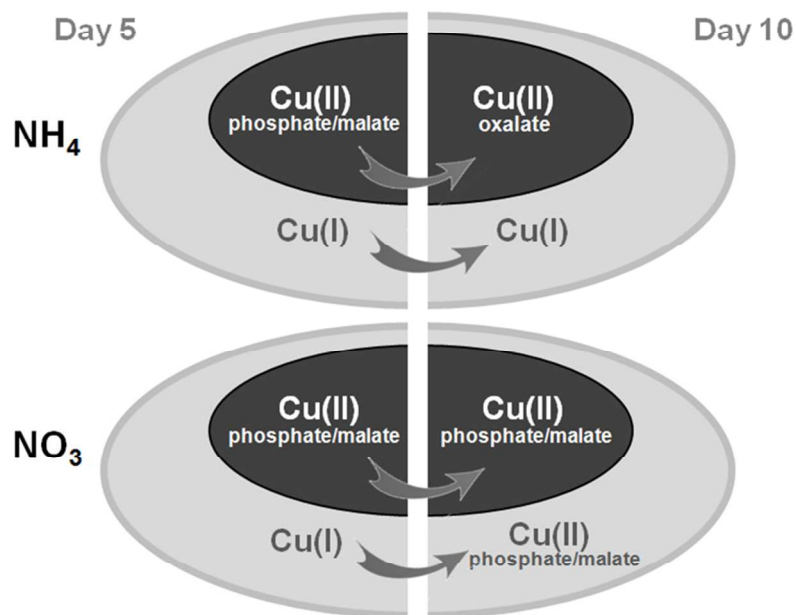 Day 5
Day 10
NH₄
Cu(II)
phosphate/malate
Cu(II)
oxalate
Cu(I)
Cu(I)
NO₃
Cu(II)
phosphate/malate
Cu(II)
phosphate/malate
Cu(I)
Cu(II)
phosphate/malate